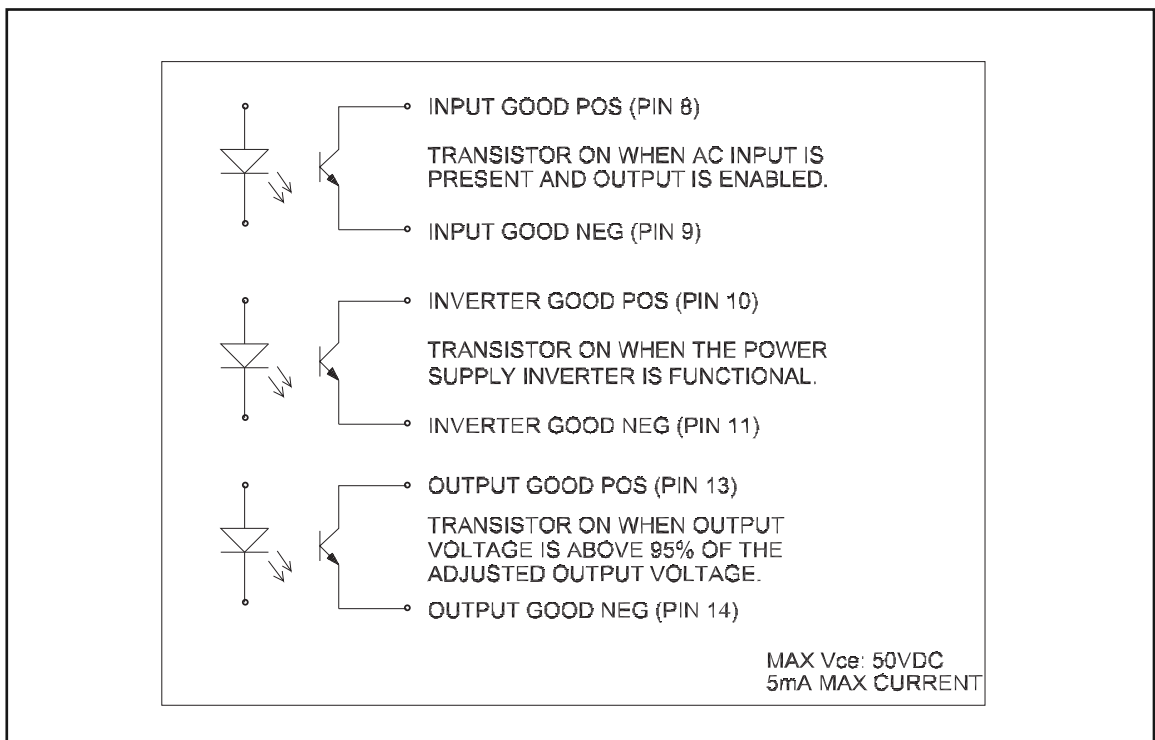 INPUT GOOD POS (PIN 8)
TRANSISTOR ON WHEN AC INPUT IS
PRESENT AND OUTPUT IS ENABLED.
INPUT GOOD NEG (PIN 9)
INVERTER GOOD POS (PIN 10)
TRANSISTOR ON WHEN THE POWER
SUPPLY INVERTER IS FUNCTIONAL.
INVERTER GOOD NEG (PIN 11)
OUTPUT GOOD POS (PIN 13)
TRANSISTOR ON WHEN OUTPUT
VOLTAGE IS ABOVE 95% OF THE
ADJUSTED OUTPUT VOLTAGE.
OUTPUT GOOD NEG (PIN 14)
MAX Vce: 50VDC
5mA MAX CURRENT